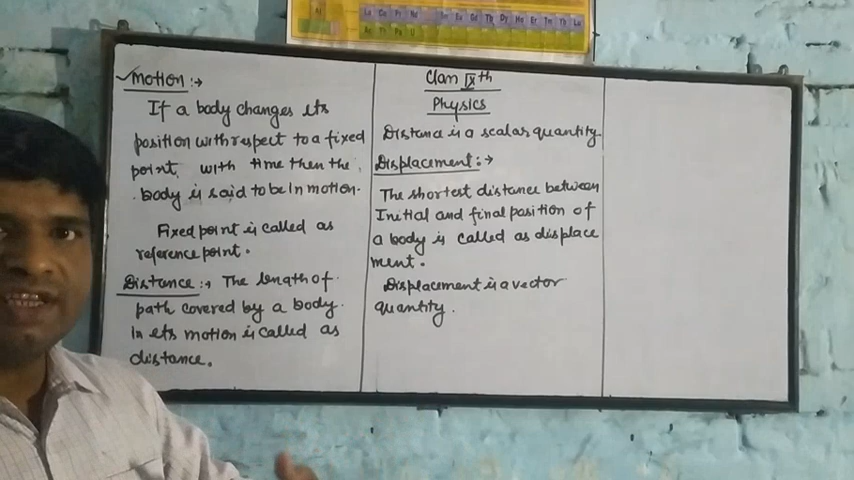 Motion :→
If a body changes its
position with respect to a fixed
point, with time then the
body is said to be in motion.
Fixed point is called as
reference point.
Distance :→ The length of
path covered by a body
in its motion is called as
distance.
Class IXth
Physics
Distance is a scalar quantity.
Displacement :→
The shortest distance between
Initial and final position of
a body is called as displace
ment.
Displacement is a vector
quantity.